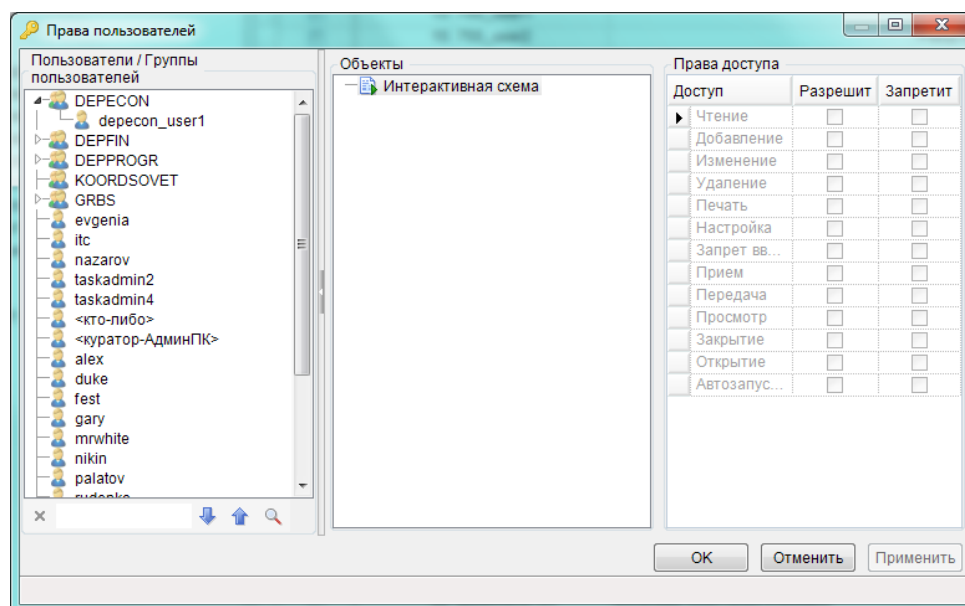 Права пользователей
Пользователи / Группы
пользователей
DEPECON
depecon_user1
DEPFIN
DEPPROGR
KOORDSOVET
GRBS
evgenia
itc
nazarov
taskadmin2
taskadmin4
<кто-либо>
<куратор-АдминПК>
alex
duke
fest
gary
mrwhite
nikin
palatov
Объекты
Интерактивная схема
Права доступа
Доступ Разрешит Запретит
Чтение
Добавление
Изменение
Удаление
Печать
Настройка
Запрет вв...
Прием
Передача
Просмотр
Закрытие
Открытие
Автозапус...
OK Отменить Применить